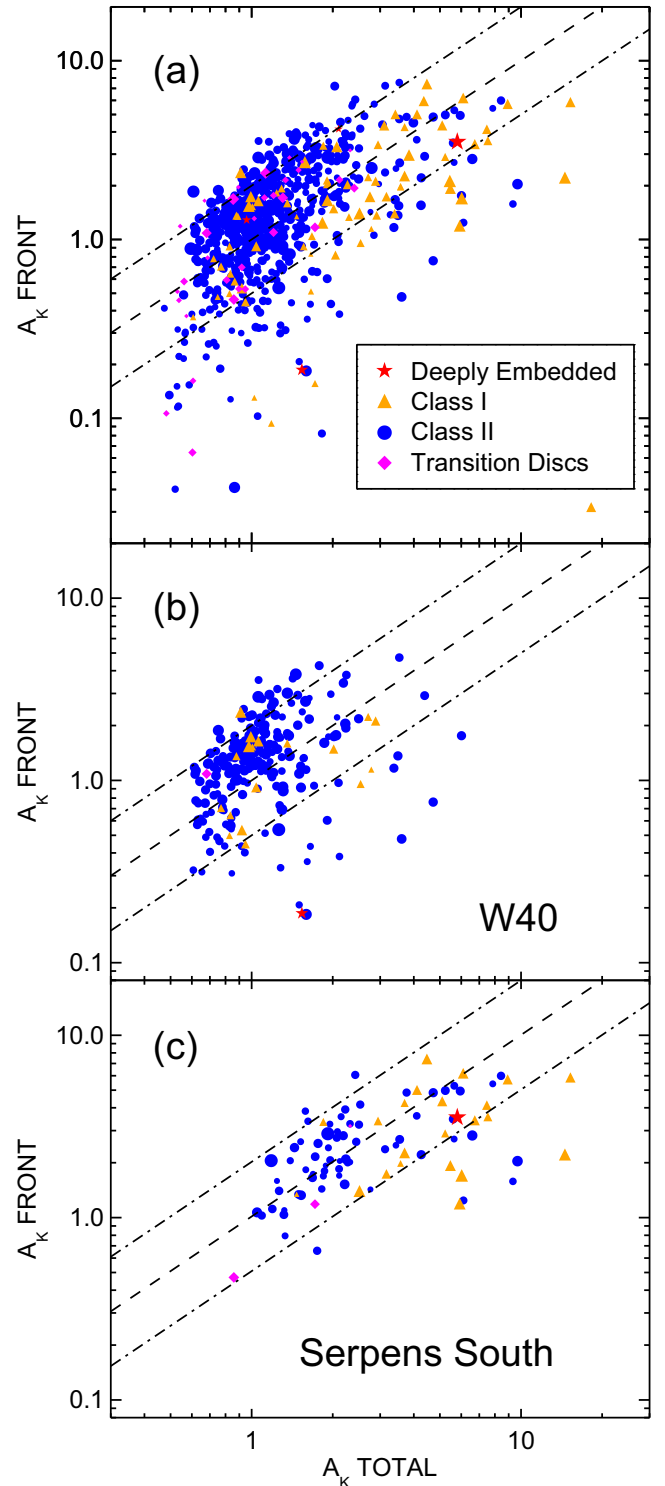 (a)
10.0
1.0
0.1
A_K FRONT
Deeply Embedded
Class I
Class II
Transition Discs
(b)
10.0
1.0
0.1
A_K FRONT
W40
(c)
10.0
1.0
0.1
A_K FRONT
Serpens South
1
10
A_K TOTAL